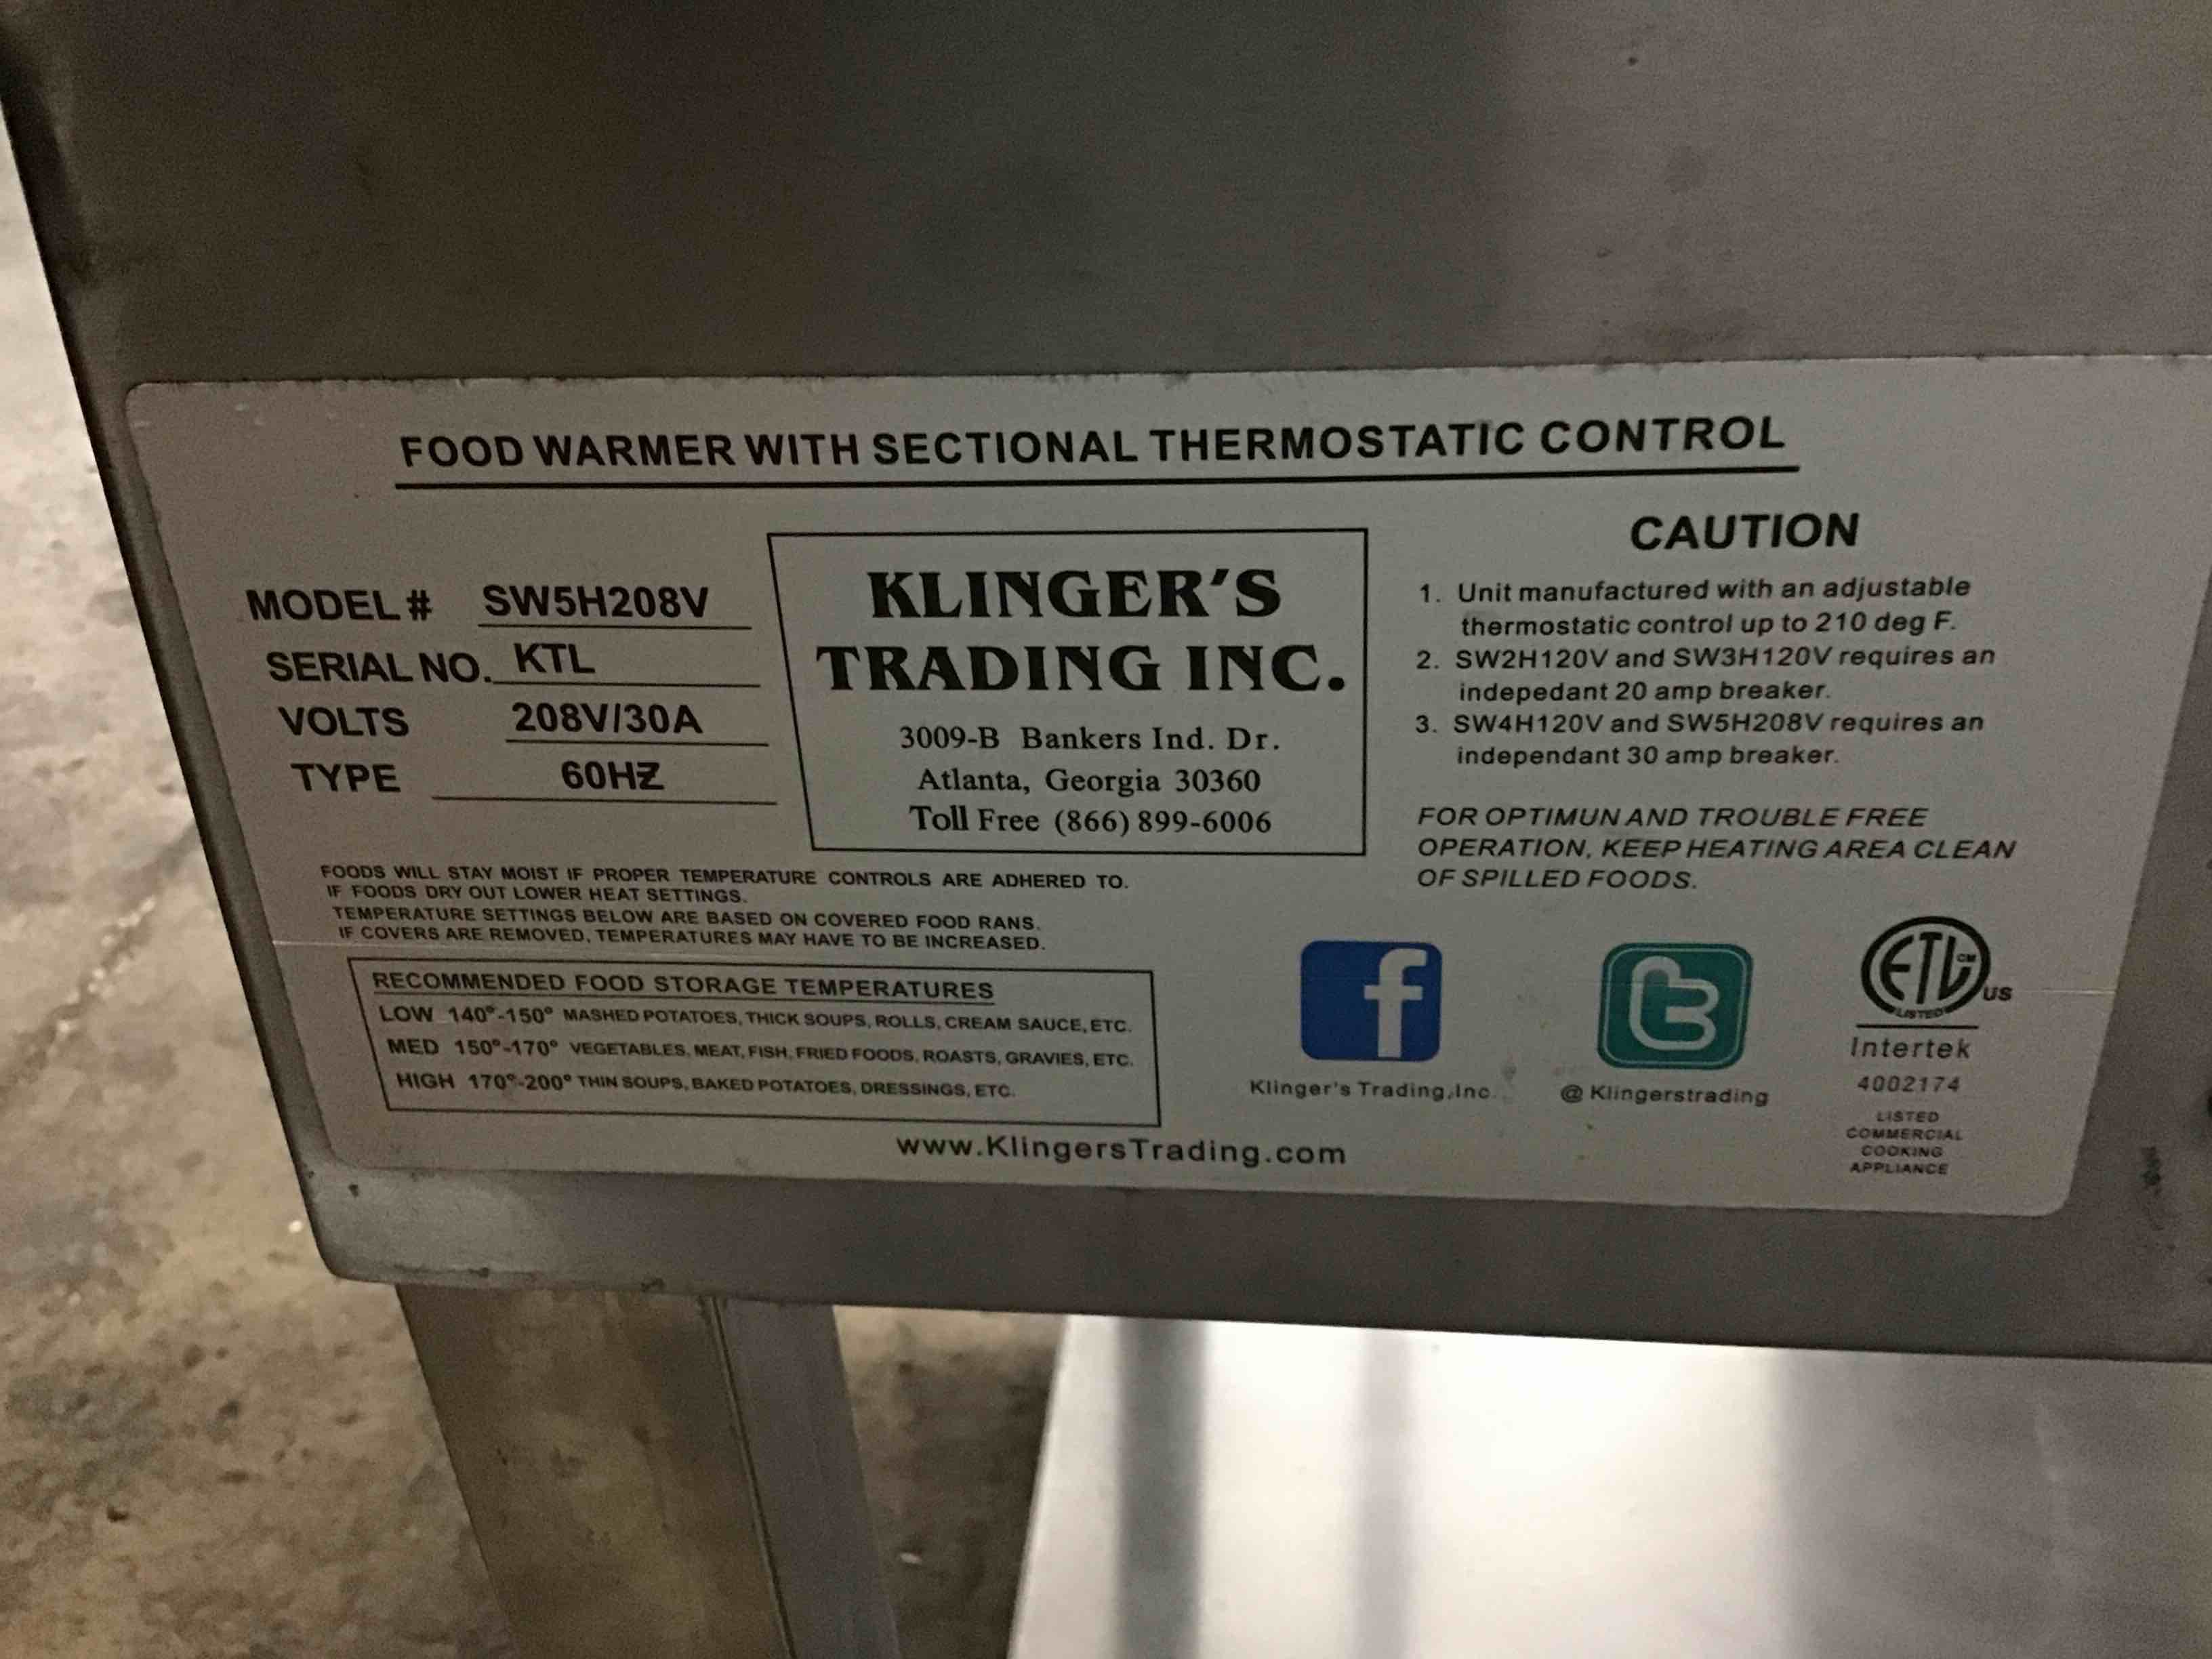 FOOD WARMER WITH SECTIONAL THERMOSTATIC CONTROL
MODEL # SW5H208V
SERIAL NO. KTL
VOLTS 208V/30A
TYPE 60HZ
KLINGER'S
TRADING INC.
3009-B Bankers Ind. Dr.
Atlanta, Georgia 30360
Toll Free (866) 899-6006
CAUTION
1. Unit manufactured with an adjustable
thermostatic control up to 210 deg F.
2. SW2H120V and SW3H120V requires an
indepedant 20 amp breaker.
3. SW4H120V and SW5H208V requires an
independant 30 amp breaker.
FOR OPTIMUN AND TROUBLE FREE
OPERATION, KEEP HEATING AREA CLEAN
OF SPILLED FOODS.
FOODS WILL STAY MOIST IF PROPER TEMPERATURE CONTROLS ARE ADHERED TO.
IF FOODS DRY OUT LOWER HEAT SETTINGS.
TEMPERATURE SETTINGS BELOW ARE BASED ON COVERED FOOD RANS.
IF COVERS ARE REMOVED, TEMPERATURES MAY HAVE TO BE INCREASED.
RECOMMENDED FOOD STORAGE TEMPERATURES
LOW 140°-150° MASHED POTATOES, THICK SOUPS, ROLLS, CREAM SAUCE, ETC.
MED 150°-170° VEGETABLES, MEAT, FISH, FRIED FOODS, ROASTS, GRAVIES, ETC.
HIGH 170°-200° THIN SOUPS, BAKED POTATOES, DRESSINGS, ETC.
f
Klinger's Trading,Inc.
t
@ Klingerstrading
ETL CM
LISTED
US
Intertek
4002174
LISTED
COMMERCIAL
COOKING
APPLIANCE
www.KlingersTrading.com